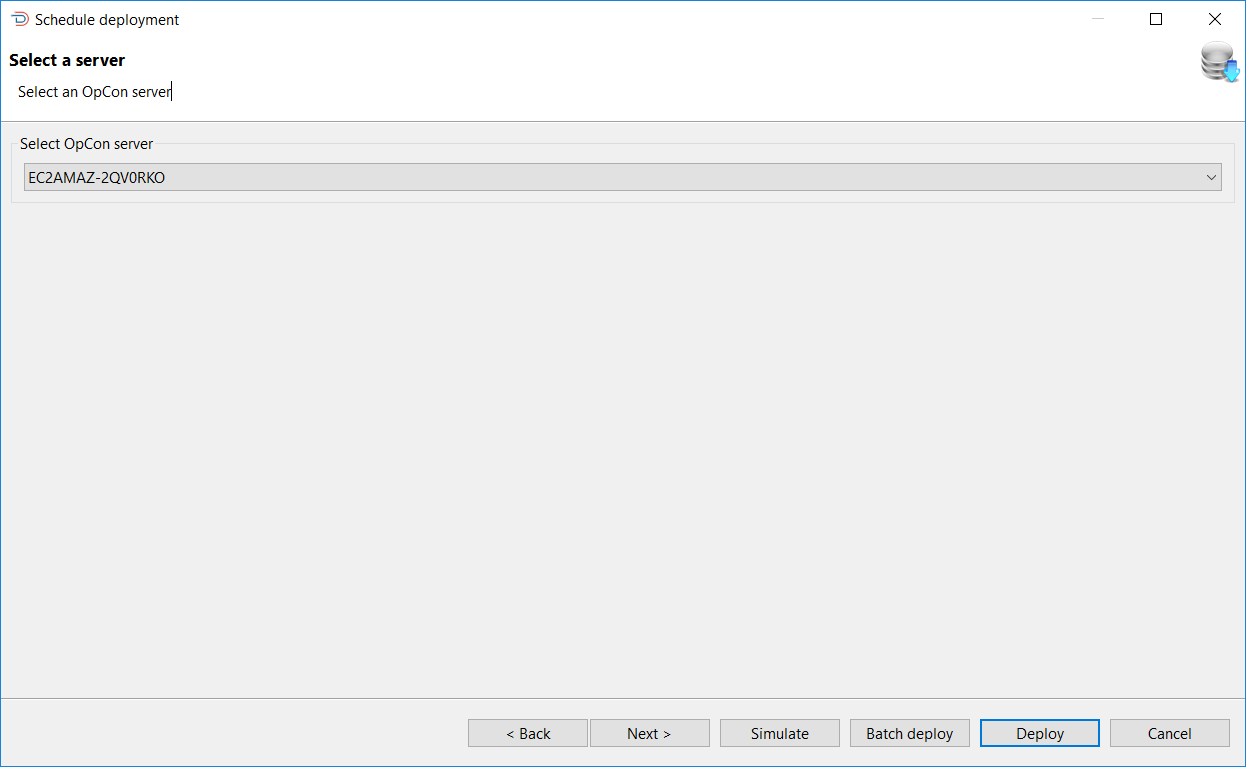 Schedule deployment
Select a server
Select an OpCon server
Select OpCon server
EC2AMAZ-2QV0RKO
< Back
Next >
Simulate
Batch deploy
Deploy
Cancel